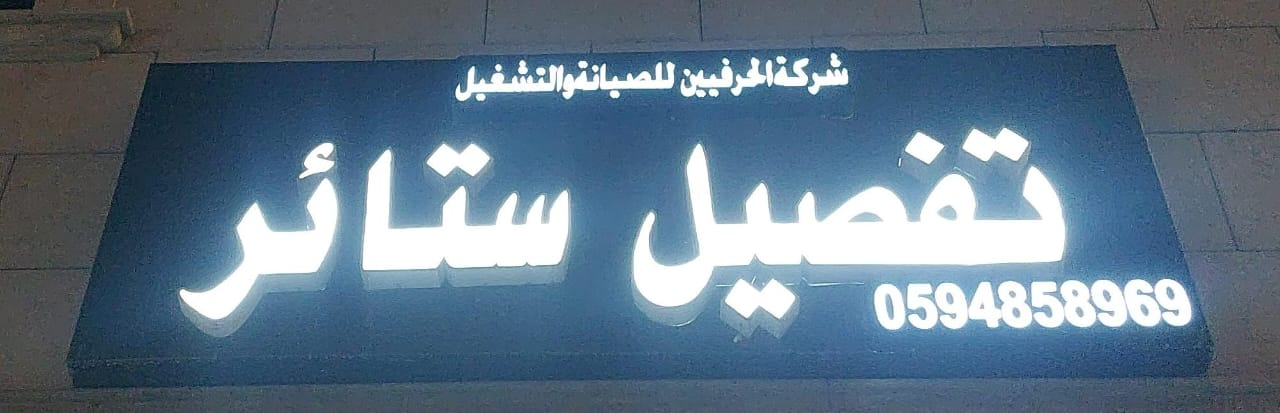 شركة الحرفيين للصيانة والتشغيل
تفصيل ستائر
0594858969